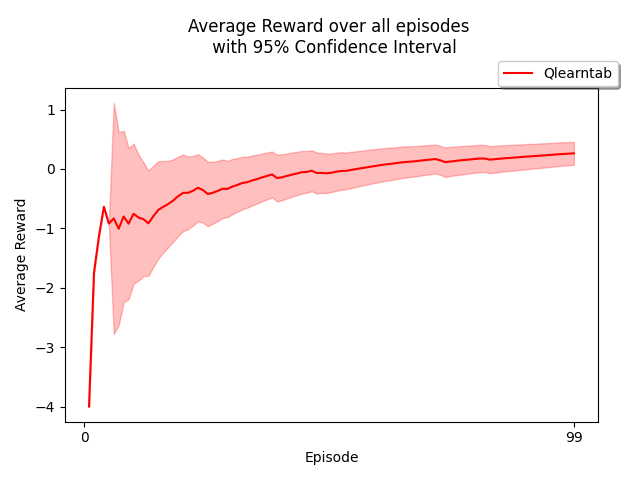 Average Reward over all episodes
with 95% Confidence Interval
Qlearntab
1
0
−1
−2
−3
−4
Average Reward
0
99
Episode